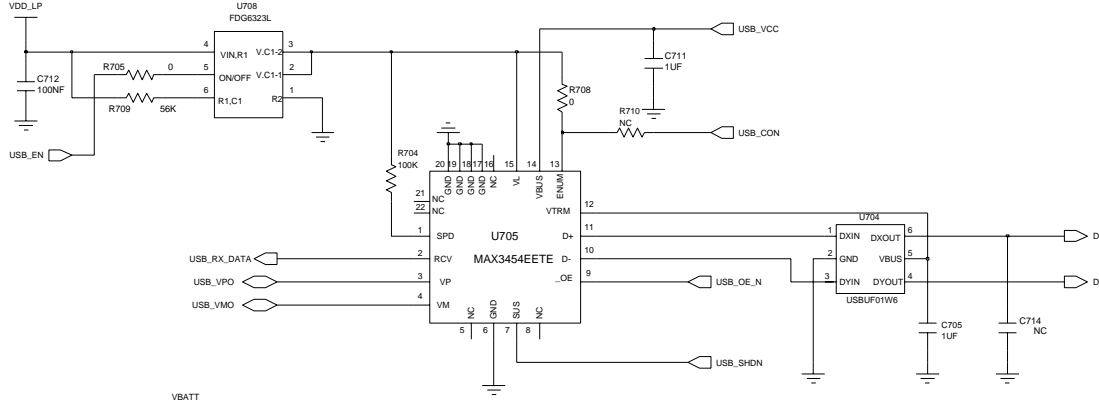 VDD_LP
U708
FDG6323L
4 VIN,R1 V.C1-2 3
R705 0 5 ON/OFF V.C1-1 2
6 R1,C1 R2 1
R709 56K
C712
100NF
USB_EN
USB_VCC
C711
1UF
R708
0
R710
NC
USB_CON
R704
100K
20 19 18 17 16 15 14 13
GND GND GND GND NC VL VBUS ENUM
21 NC
22 NC
VTRM 12
U705
MAX3454EETE
1 SPD D+ 11
USB_RX_DATA 2 RCV D- 10
USB_VPO 3 VP _OE 9 USB_OE_N
USB_VMO 4 VM
NC GND SUS NC
5 6 7 8
USB_SHDN
U704
1 DXIN DXOUT 6 D
2 GND VBUS 5
3 DYIN DYOUT 4 D
USBUF01W6
C705
1UF
C714
NC
VBATT